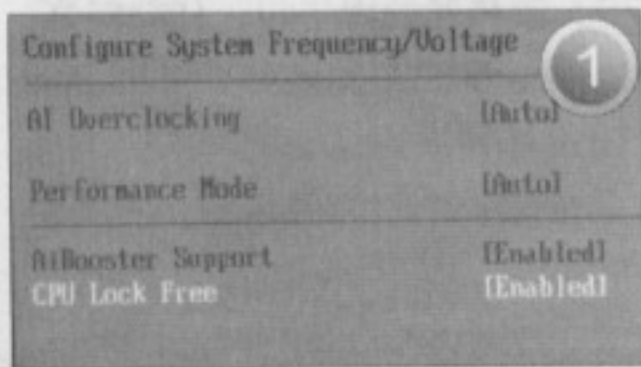 Configure System Frequency/Voltage
1
AI Overclocking [Auto]
Performance Mode [Auto]
AiBooster Support [Enabled]
CPU Lock Free [Enabled]